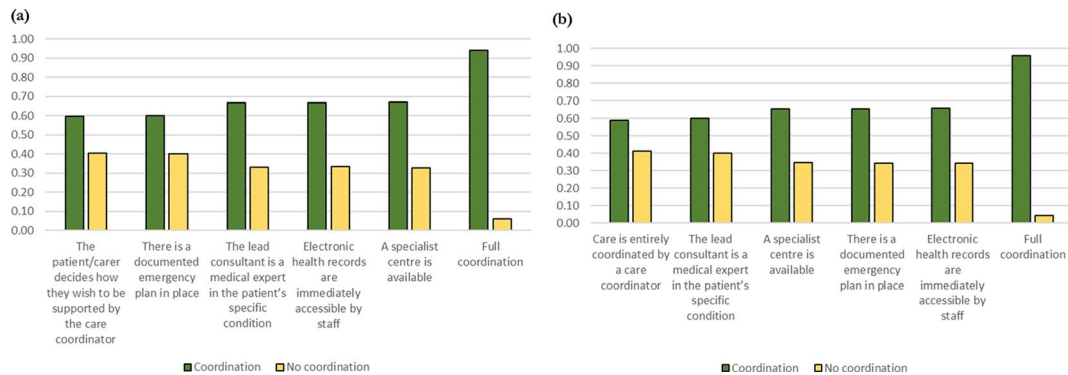 (a)
1.00
0.90
0.80
0.70
0.60
0.50
0.40
0.30
0.20
0.10
0.00
The
patient/carer
decides how
they wish to be
supported by
the care
coordinator
There is a
documented
emergency
plan in place
The lead
consultant is a
medical expert
in the patient's
specific
condition
Electronic
health records
are
immediately
accessible by
staff
A specialist
centre is
available
Full
coordination
Coordination
No coordination
(b)
1.00
0.90
0.80
0.70
0.60
0.50
0.40
0.30
0.20
0.10
0.00
Care is entirely
coordinated by
a care
coordinator
The lead
consultant is a
medical expert
in the patient's
specific
condition
A specialist
centre is
available
There is a
documented
emergency
plan in place
Electronic
health records
are
immediately
accessible by
staff
Full
coordination
Coordination
No coordination